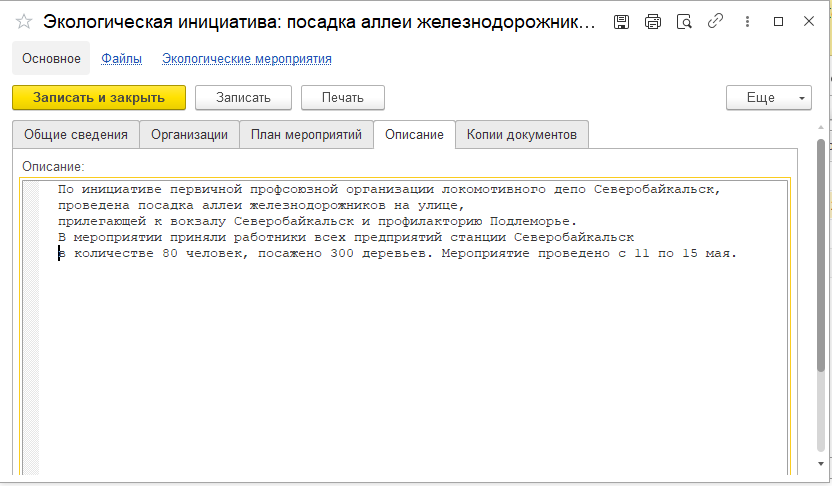 Экологическая инициатива: посадка аллеи железнодорожник...
Основное Файлы Экологические мероприятия
Записать и закрыть Записать Печать Еще
Общие сведения Организации План мероприятий Описание Копии документов
Описание:
По инициативе первичной профсоюзной организации локомотивного депо Северобайкальск,
проведена посадка аллеи железнодорожников на улице,
прилегающей к вокзалу Северобайкальск и профилакторию Подлеморье.
В мероприятии приняли работники всех предприятий станции Северобайкальск
в количестве 80 человек, посажено 300 деревьев. Мероприятие проведено с 11 по 15 мая.